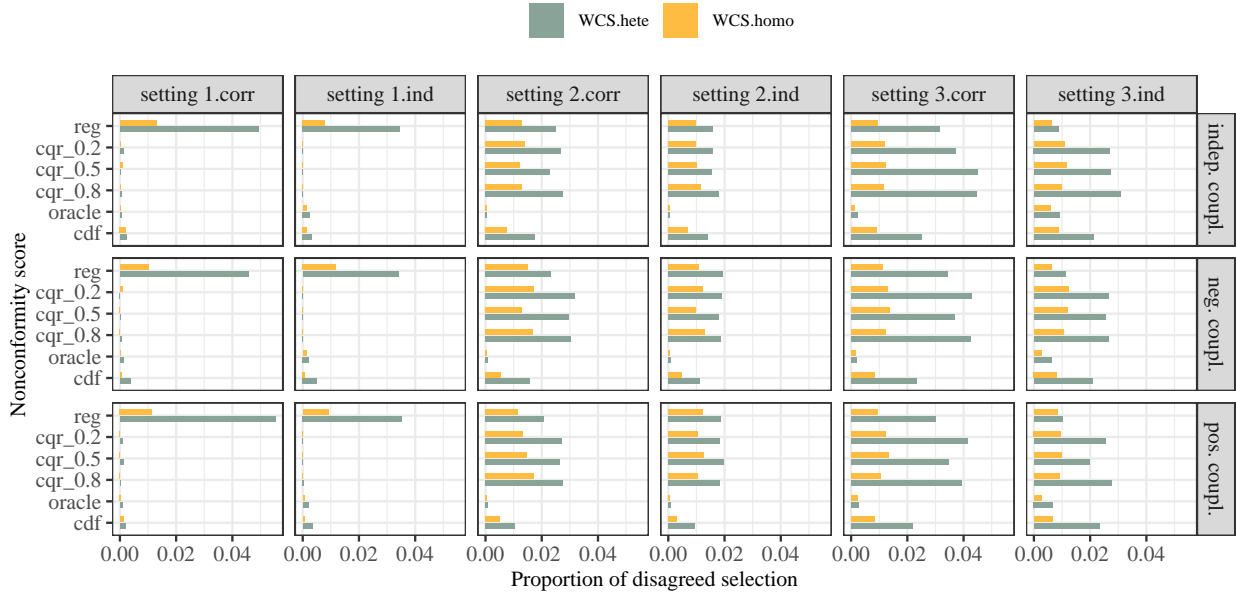 WCS.hete WCS.homo
setting 1.corr setting 1.ind setting 2.corr setting 2.ind setting 3.corr setting 3.ind
Nonconformity score
reg
cqr_0.2
cqr_0.5
cqr_0.8
oracle
cdf
indep. coupl.
reg
cqr_0.2
cqr_0.5
cqr_0.8
oracle
cdf
neg. coupl.
reg
cqr_0.2
cqr_0.5
cqr_0.8
oracle
cdf
pos. coupl.
0.00 0.02 0.04 0.00 0.02 0.04 0.00 0.02 0.04 0.00 0.02 0.04 0.00 0.02 0.04 0.00 0.02 0.04
Proportion of disagreed selection